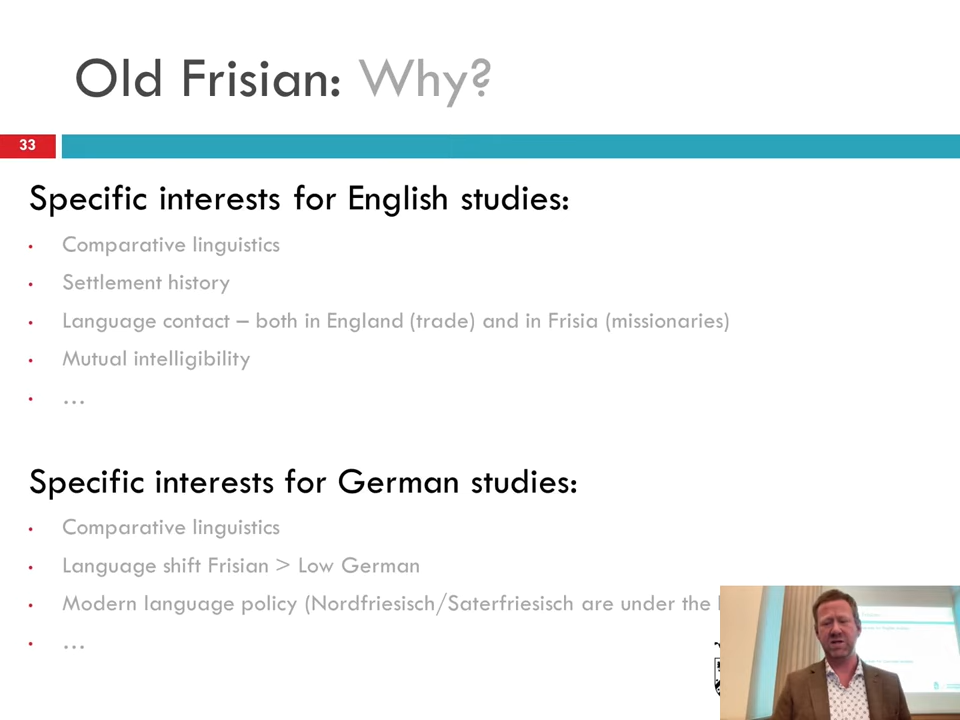 Old Frisian: Why?
33
Specific interests for English studies:
• Comparative linguistics
• Settlement history
• Language contact – both in England (trade) and in Frisia (missionaries)
• Mutual intelligibility
• …
Specific interests for German studies:
• Comparative linguistics
• Language shift Frisian > Low German
• Modern language policy (Nordfriesisch/Saterfriesisch are under the
• …